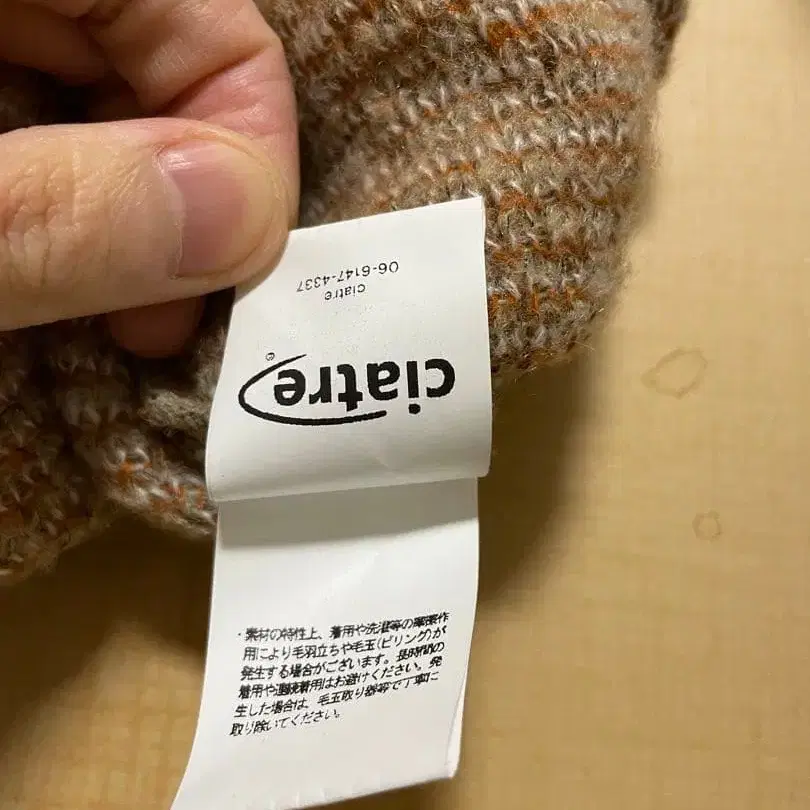 ciatre
06-6147-4337
ciatre
©
・素材の特性上、着用や洗濯等の摩擦作
用により毛羽立ちや毛玉(ピリング)が
発生する場合がございます。長時間の
着用や連続着用はお避けください。発
生した場合は、毛玉取り器等で丁寧に
取り除いてください。